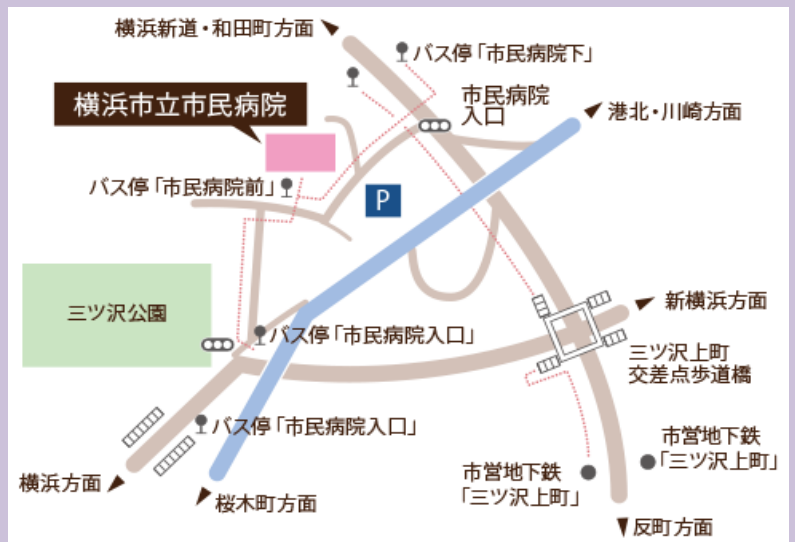 横浜新道・和田町方面
バス停「市民病院下」
市民病院
入口
港北・川崎方面
横浜市立市民病院
バス停「市民病院前」
P
三ツ沢公園
新横浜方面
バス停「市民病院入口」
三ツ沢上町
交差点歩道橋
バス停「市民病院入口」
市営地下鉄
「三ツ沢上町」
市営地下鉄
「三ツ沢上町」
横浜方面
桜木町方面
反町方面